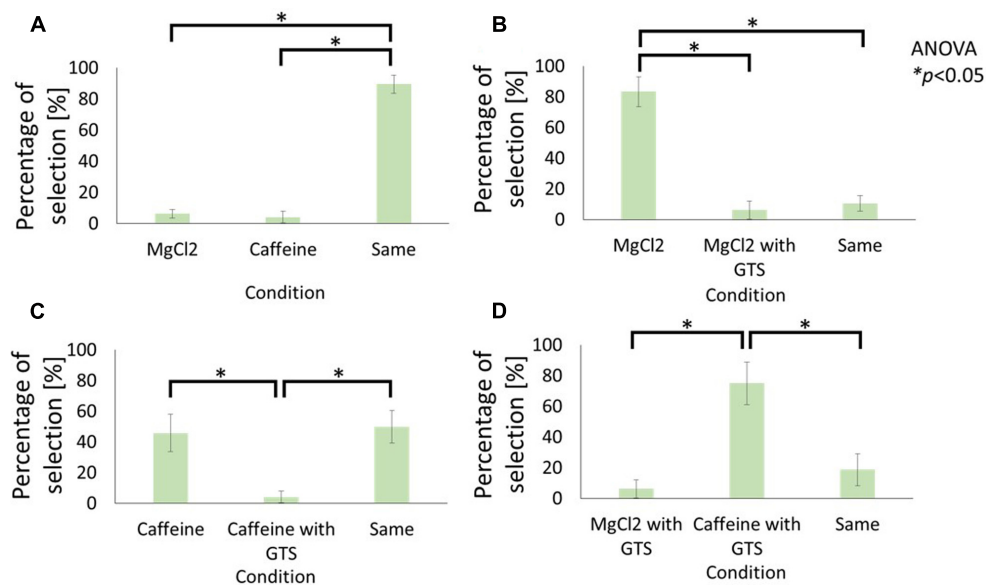 A
*
*
Percentage of
selection [%]
100
80
60
40
20
0
MgCl2
Caffeine
Same
Condition
B
*
*
ANOVA
*p<0.05
Percentage of
selection [%]
100
80
60
40
20
0
MgCl2
MgCl2 with
GTS
Same
Condition
C
*
*
Percentage of
selection [%]
100
80
60
40
20
0
Caffeine
Caffeine with
GTS
Same
Condition
D
*
*
Percentage of
selection [%]
100
80
60
40
20
0
MgCl2 with
GTS
Caffeine with
GTS
Same
Condition